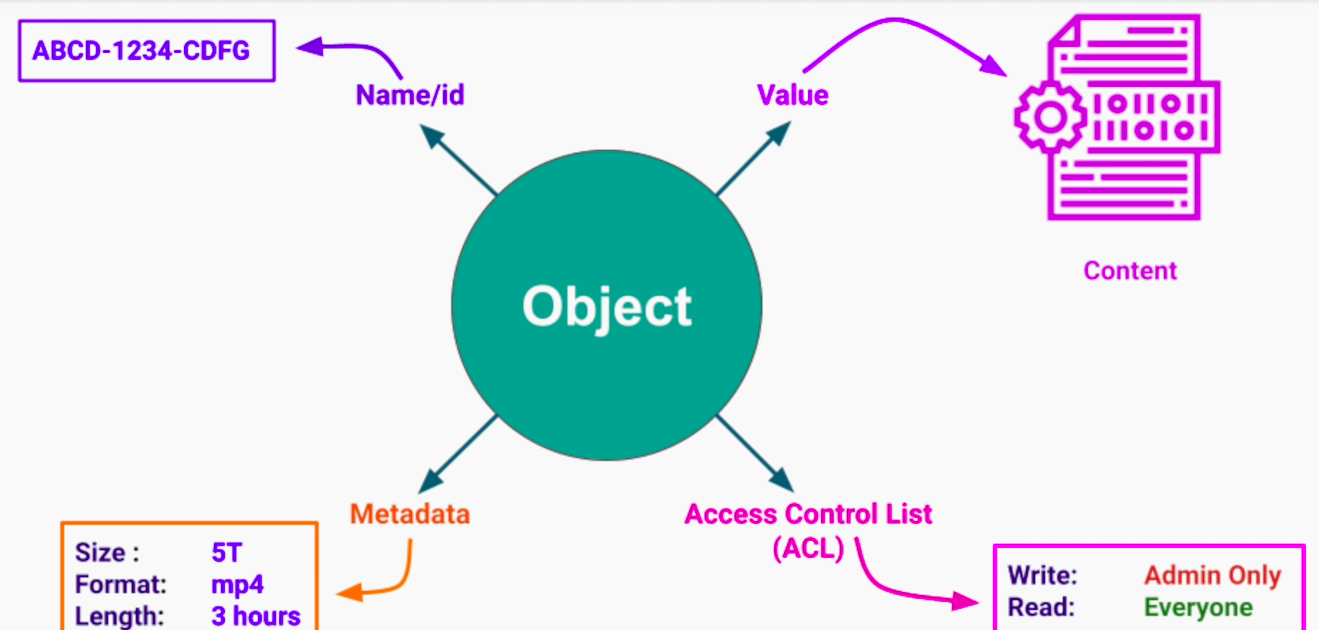 ABCD-1234-CDFG
Name/id
Value
1011011
1110101
Content
Object
Metadata
Size : 5T
Format: mp4
Length: 3 hours
Access Control List
(ACL)
Write: Admin Only
Read: Everyone